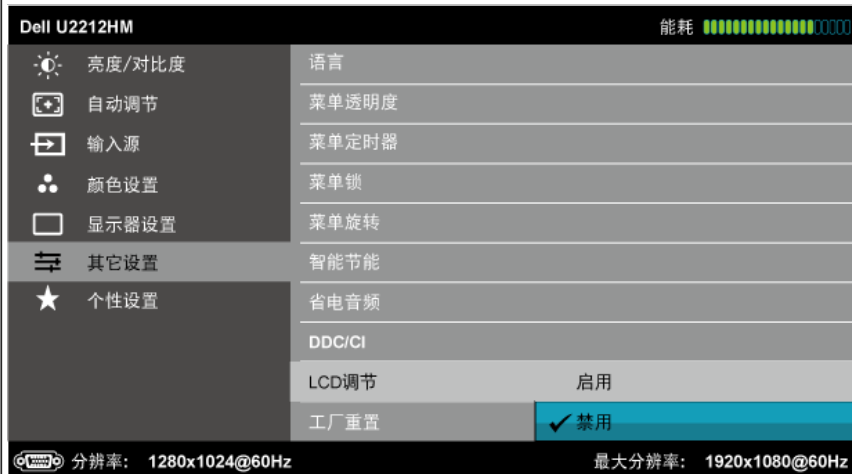 Dell U2212HM 能耗
亮度/对比度
自动调节
输入源
颜色设置
显示器设置
其它设置
个性设置
语言
菜单透明度
菜单定时器
菜单锁
菜单旋转
智能节能
省电音频
DDC/CI
LCD调节 启用
工厂重置 禁用
分辨率: 1280x1024@60Hz 最大分辨率: 1920x1080@60Hz